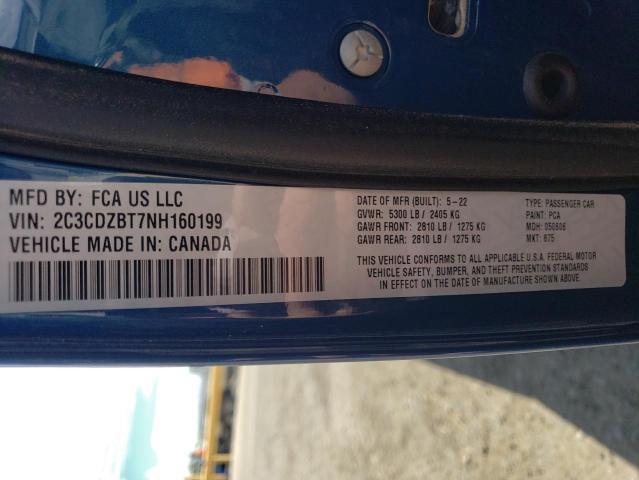 MFD BY: FCA US LLC
VIN: 2C3CDZBT7NH160199
VEHICLE MADE IN: CANADA
DATE OF MFR (BUILT): 5-22
GVWR: 5300 LB / 2405 KG
GAWR FRONT: 2810 LB / 1275 KG
GAWR REAR: 2810 LB / 1275 KG
TYPE: PASSENGER CAR
PAINT: PCA
MDH: 050606
MKT: 875
THIS VEHICLE CONFORMS TO ALL APPLICABLE U.S.A. FEDERAL MOTOR
VEHICLE SAFETY, BUMPER, AND THEFT PREVENTION STANDARDS
IN EFFECT ON THE DATE OF MANUFACTURE SHOWN ABOVE.